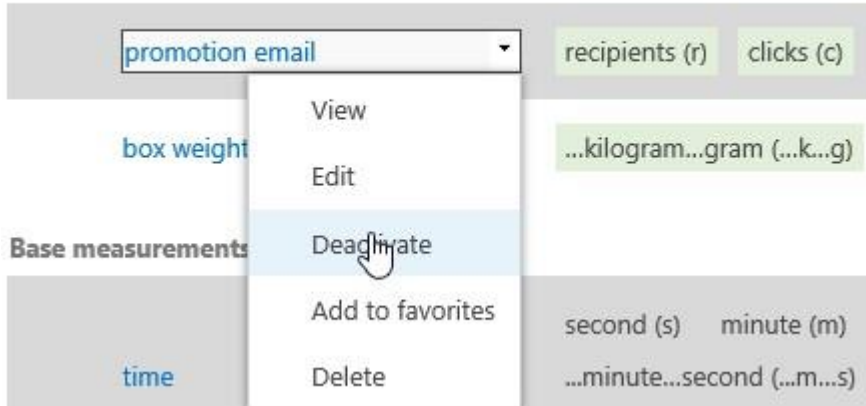 promotion email recipients (r) clicks (c)
View
box weight ...kilogram...gram (...k...g)
Edit
Base measurements Deactivate
Add to favorites
second (s) minute (m)
time Delete ...minute...second (...m...s)